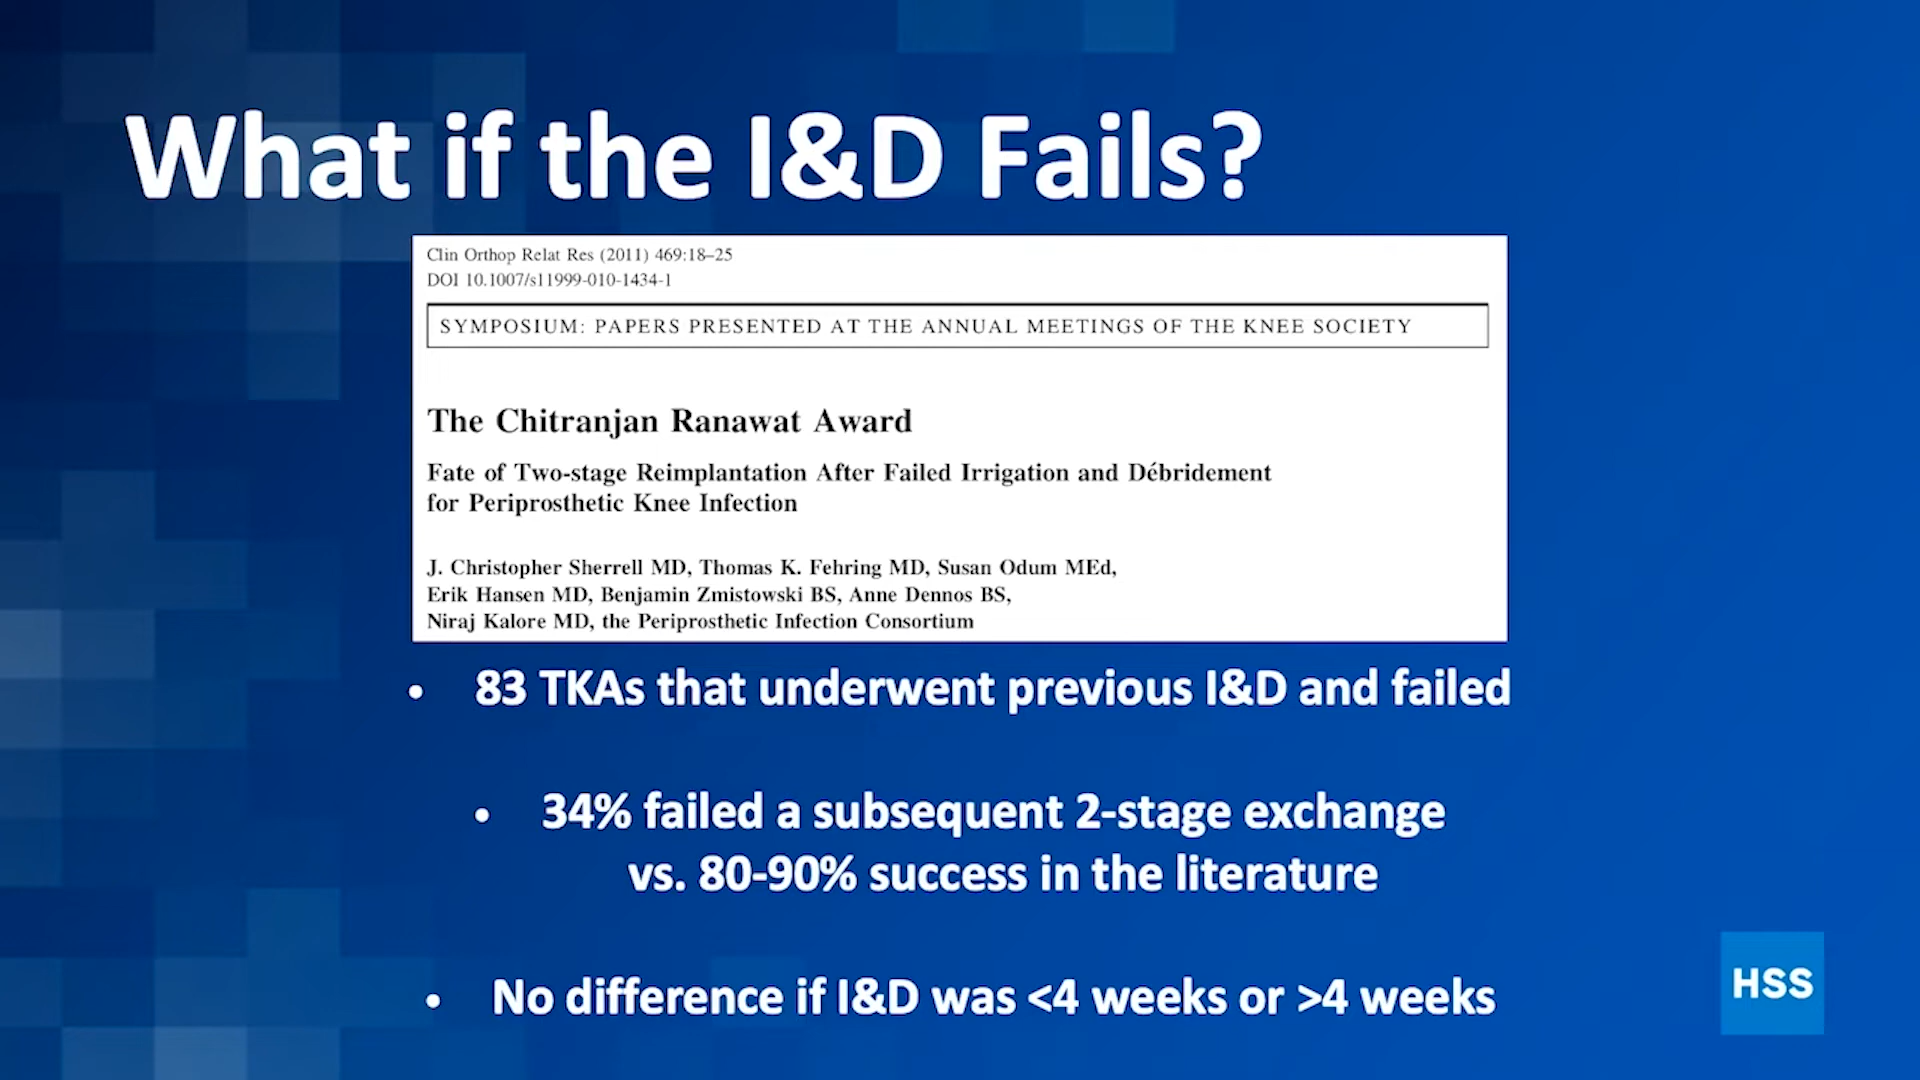 What if the I&D Fails?
Clin Orthop Relat Res (2011) 469:18–25
DOI 10.1007/s11999-010-1434-1
SYMPOSIUM: PAPERS PRESENTED AT THE ANNUAL MEETINGS OF THE KNEE SOCIETY
The Chitranjan Ranawat Award
Fate of Two-stage Reimplantation After Failed Irrigation and Débridement
for Periprosthetic Knee Infection
J. Christopher Sherrell MD, Thomas K. Fehring MD, Susan Odum MEd,
Erik Hansen MD, Benjamin Zmistowski BS, Anne Dennos BS,
Niraj Kalore MD, the Periprosthetic Infection Consortium
• 83 TKAs that underwent previous I&D and failed
• 34% failed a subsequent 2-stage exchange
vs. 80-90% success in the literature
• No difference if I&D was <4 weeks or >4 weeks
HSS